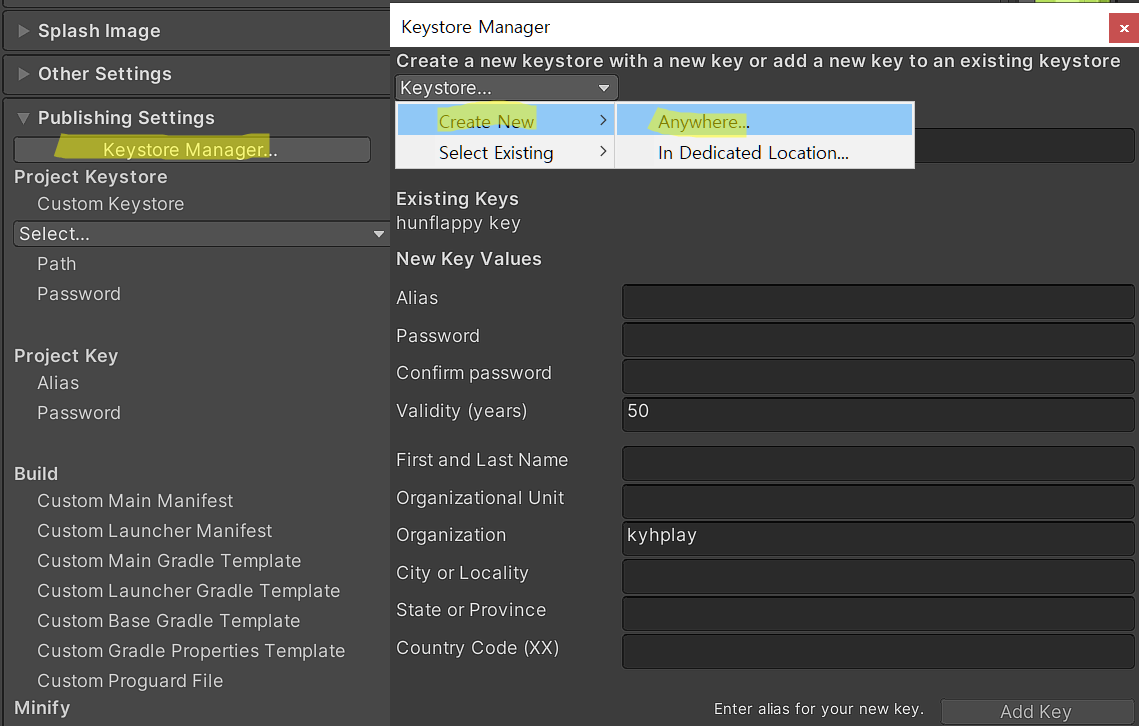 Splash Image
Other Settings
Publishing Settings
Keystore Manager...
Project Keystore
Custom Keystore
Select...
Path
Password
Project Key
Alias
Password
Build
Custom Main Manifest
Custom Launcher Manifest
Custom Main Gradle Template
Custom Launcher Gradle Template
Custom Base Gradle Template
Custom Gradle Properties Template
Custom Proguard File
Minify
Keystore Manager
Create a new keystore with a new key or add a new key to an existing keystore
Keystore...
Create New
Anywhere...
Select Existing
In Dedicated Location...
Existing Keys
hunflappy key
New Key Values
Alias
Password
Confirm password
Validity (years) 50
First and Last Name
Organizational Unit
Organization kyhplay
City or Locality
State or Province
Country Code (XX)
Enter alias for your new key. Add Key